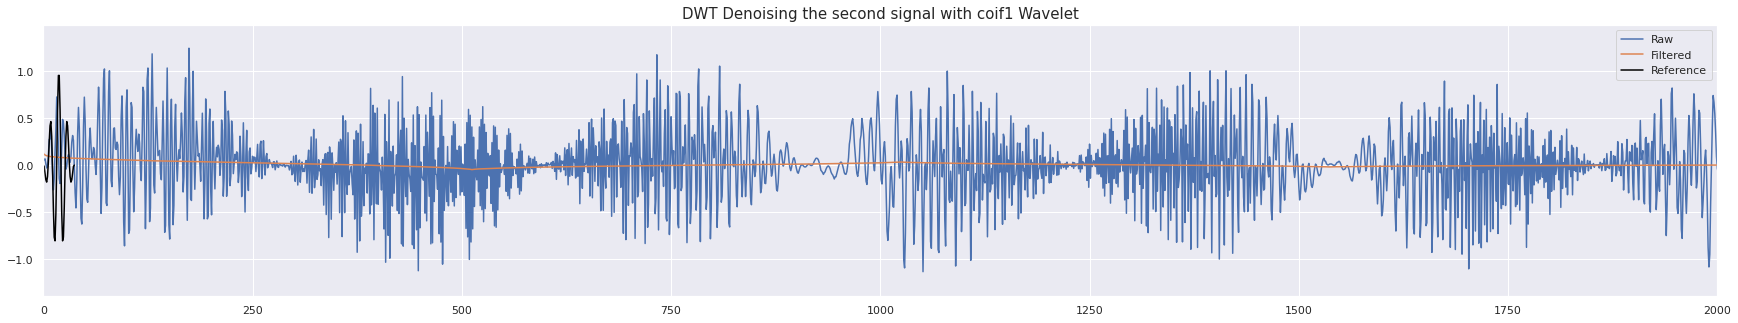 DWT Denoising the second signal with coif1 Wavelet
Raw
Filtered
Reference
1.0
0.5
0.0
−0.5
−1.0
0 250 500 750 1000 1250 1500 1750 2000